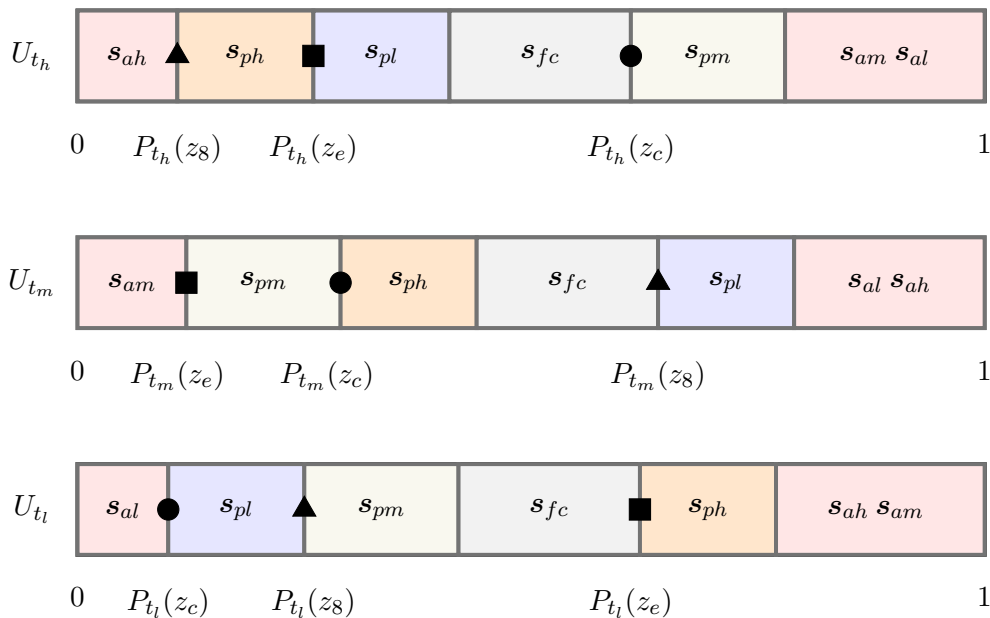 U_{t_h} s_{ah} s_{ph} s_{pl} s_{fc} s_{pm} s_{am} s_{al}
0 P_{t_h}(z_8) P_{t_h}(z_e) P_{t_h}(z_c) 1
U_{t_m} s_{am} s_{pm} s_{ph} s_{fc} s_{pl} s_{al} s_{ah}
0 P_{t_m}(z_e) P_{t_m}(z_c) P_{t_m}(z_8) 1
U_{t_l} s_{al} s_{pl} s_{pm} s_{fc} s_{ph} s_{ah} s_{am}
0 P_{t_l}(z_c) P_{t_l}(z_8) P_{t_l}(z_e) 1